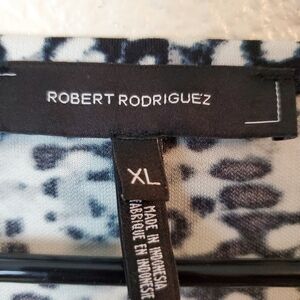 ROBERT RODRIGUEZ
XL
MADE IN INDONESIA
FABRIQUE EN INDONESIE